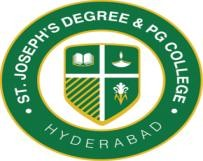 ST. JOSEPH'S DEGREE & PG COLLEGE
HYDERABAD